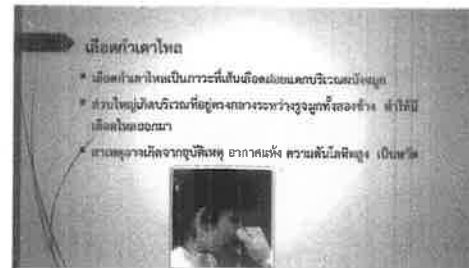 เลือดกำเดาไหล
เลือดกำเดาไหลเป็นภาวะที่เส้นเลือดฝอยแตกบริเวณผนังจมูก
ส่วนใหญ่เกิดบริเวณที่อยู่ตรงกลางระหว่างรูจมูกทั้งสองข้าง ทำให้มี
เลือดไหลออกมา
สาเหตุอาจเกิดจากอุบัติเหตุ อากาศแห้ง ความดันโลหิตสูง เป็นหวัด